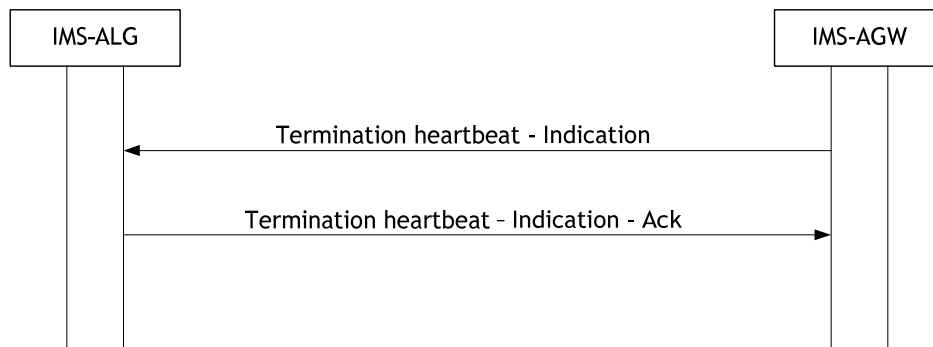 IMS-ALG
IMS-AGW
Termination heartbeat - Indication
Termination heartbeat – Indication - Ack